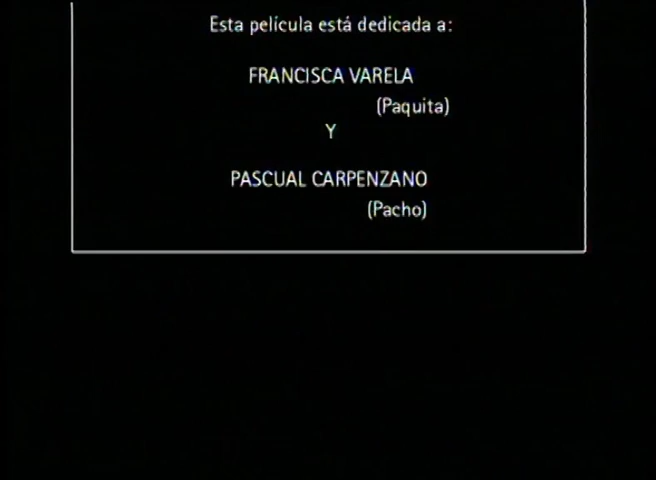 Esta película está dedicada a:
FRANCISCA VARELA
(Paquita)
Y
PASCUAL CARPENZANO
(Pacho)